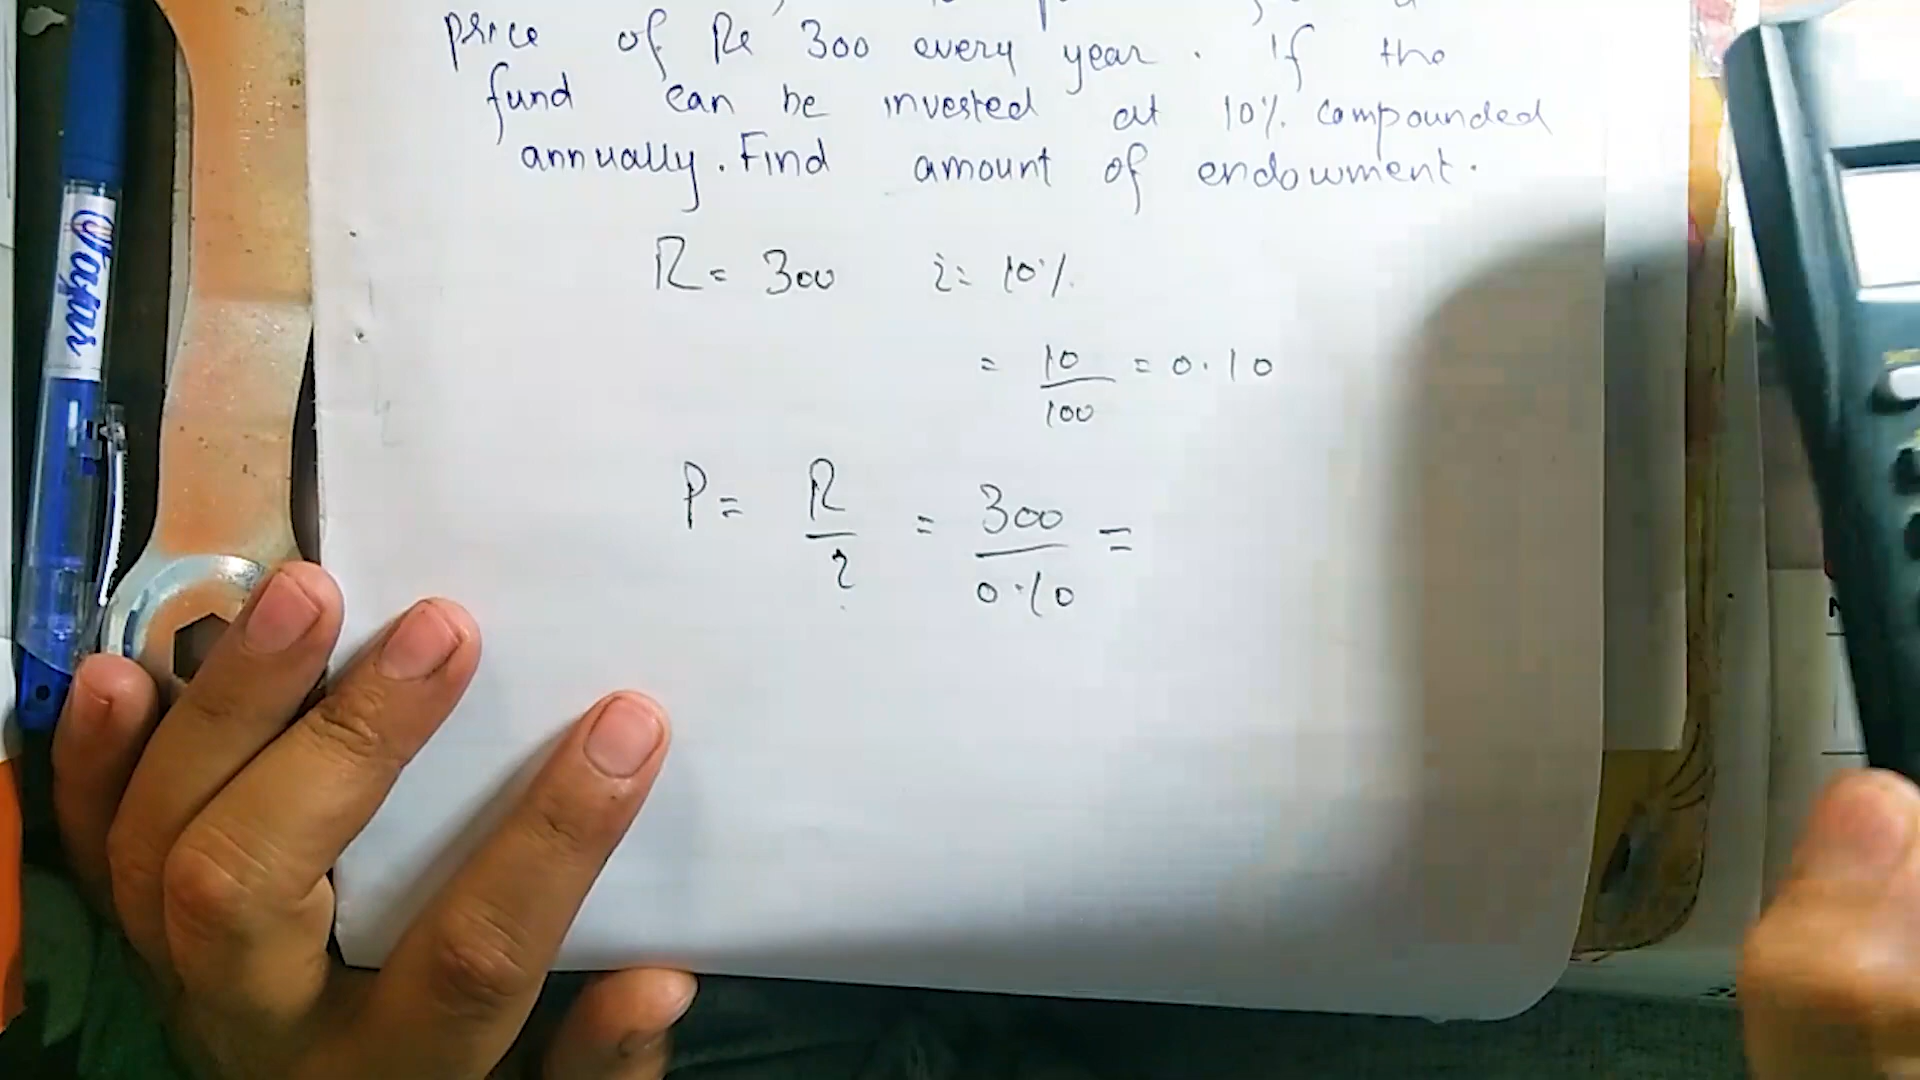 price of Re 300 every year. If the
fund can be invested at 10% compounded
annually. Find amount of endowment.
R = 300 i = 10%
= 10/100 = 0.10
P = R/i = 300/0.10 =